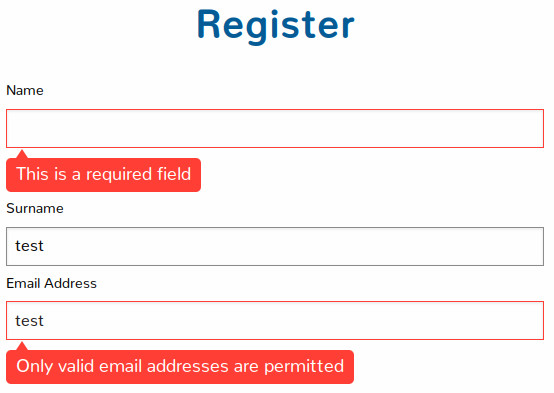 Register
Name
This is a required field
Surname
test
Email Address
test
Only valid email addresses are permitted